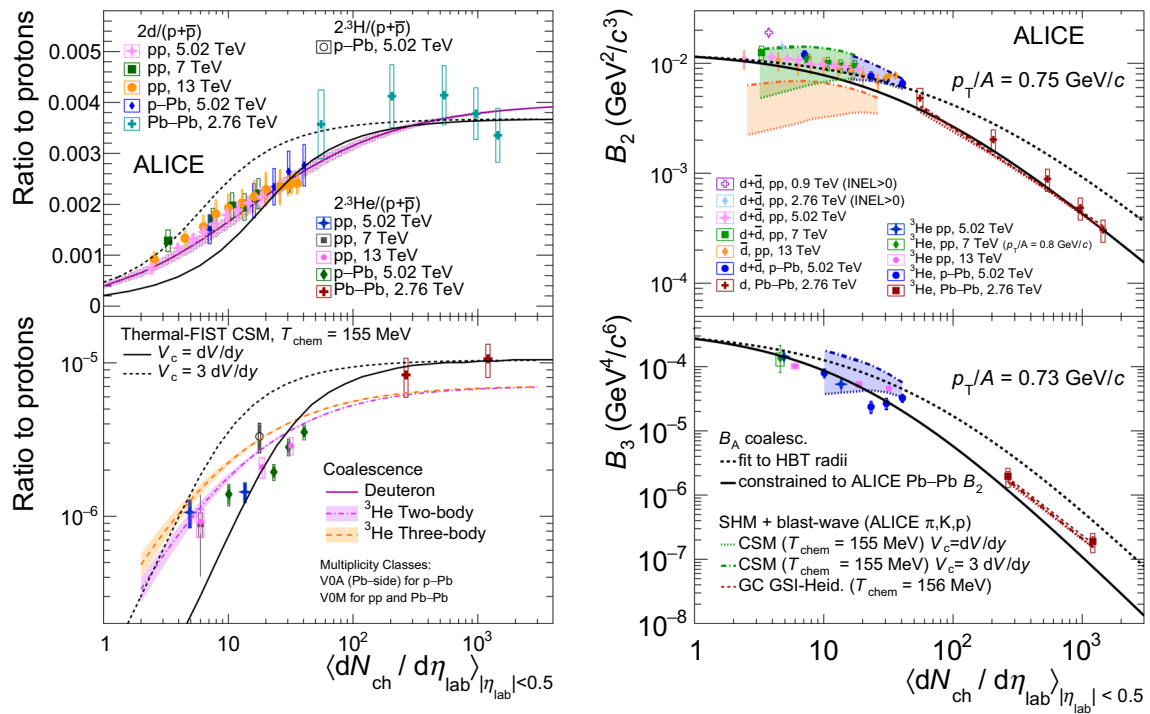 Ratio to protons
0.005
0.004
0.003
0.002
0.001
0
2d/(p+p̅)
pp, 5.02 TeV
pp, 7 TeV
pp, 13 TeV
p–Pb, 5.02 TeV
Pb–Pb, 2.76 TeV
2·³H/(p+p̅)
p–Pb, 5.02 TeV
ALICE
2·³He/(p+p̅)
pp, 5.02 TeV
pp, 7 TeV
pp, 13 TeV
p–Pb, 5.02 TeV
Pb–Pb, 2.76 TeV
Ratio to protons
10⁻⁵
10⁻⁶
Thermal-FIST CSM, T_chem = 155 MeV
V_c = dV/dy
V_c = 3 dV/dy
Coalescence
Deuteron
³He Two-body
³He Three-body
Multiplicity Classes:
V0A (Pb–side) for p–Pb
V0M for pp and Pb–Pb
1 10 10² 10³
⟨dN_ch / dη_lab⟩_|η_lab|<0.5
B₂ (GeV²/c³)
10⁻²
10⁻³
10⁻⁴
ALICE
p_T/A = 0.75 GeV/c
d+d̅, pp, 0.9 TeV (INEL>0)
d+d̅, pp, 2.76 TeV (INEL>0)
d+d̅, pp, 5.02 TeV
d+d̅, pp, 7 TeV
d̅, pp, 13 TeV
d+d̅, p–Pb, 5.02 TeV
d, Pb–Pb, 2.76 TeV
³He pp, 5.02 TeV
³He, pp, 7 TeV (p_T/A = 0.8 GeV/c)
³He pp, 13 TeV
³He, p–Pb, 5.02 TeV
³He, Pb–Pb, 2.76 TeV
B₃ (GeV⁴/c⁶)
10⁻⁴
10⁻⁵
10⁻⁶
10⁻⁷
10⁻⁸
p_T/A = 0.73 GeV/c
B_A coalesc.
fit to HBT radii
constrained to ALICE Pb–Pb B₂
SHM + blast-wave (ALICE π,K,p)
CSM (T_chem = 155 MeV) V_c=dV/dy
CSM (T_chem = 155 MeV) V_c= 3 dV/dy
GC GSI-Heid. (T_chem = 156 MeV)
1 10 10² 10³
⟨dN_ch / dη_lab⟩_|η_lab| < 0.5